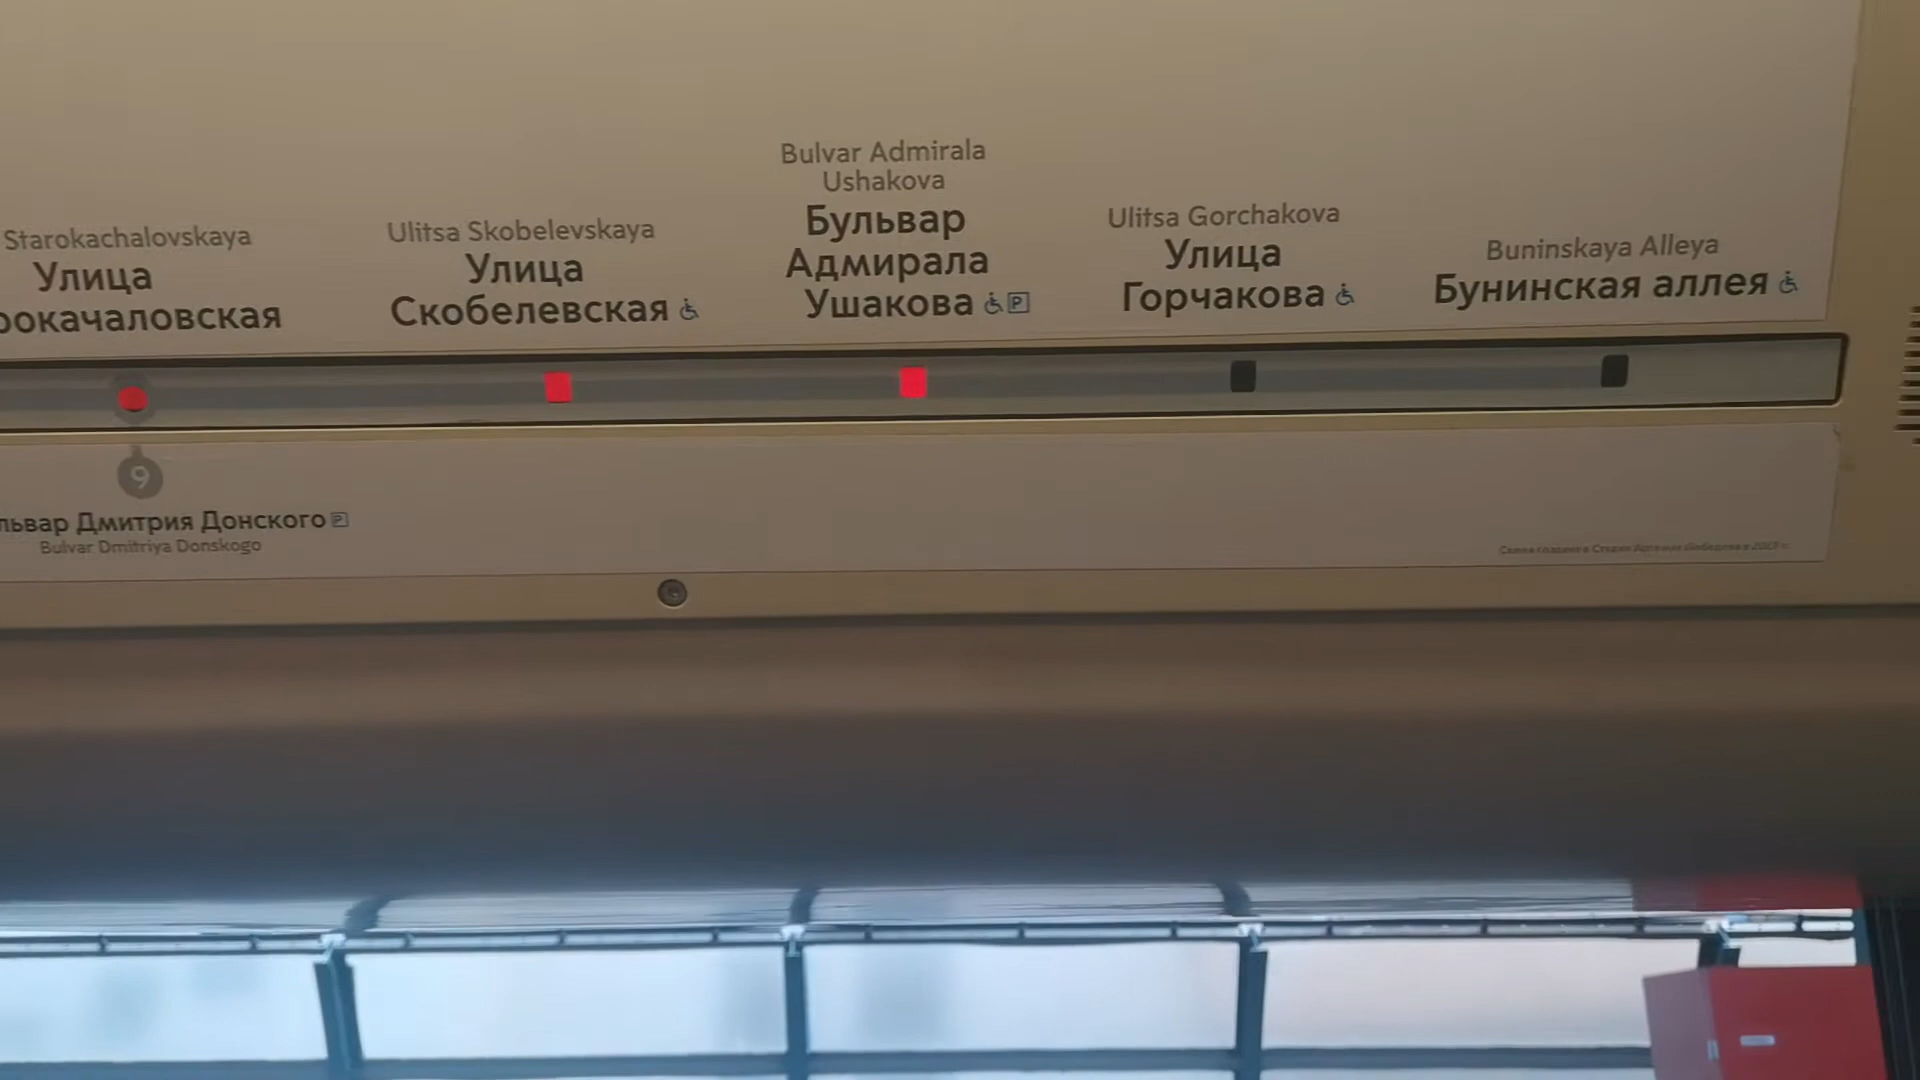 Starokachalovskaya
Улица
рокачаловская
Ulitsa Skobelevskaya
Улица
Скобелевская
Bulvar Admirala
Ushakova
Бульвар
Адмирала
Ушакова P
Ulitsa Gorchakova
Улица
Горчакова
Buninskaya Alleya
Бунинская аллея
9
львар Дмитрия Донского P
Bulvar Dmitriya Donskogo